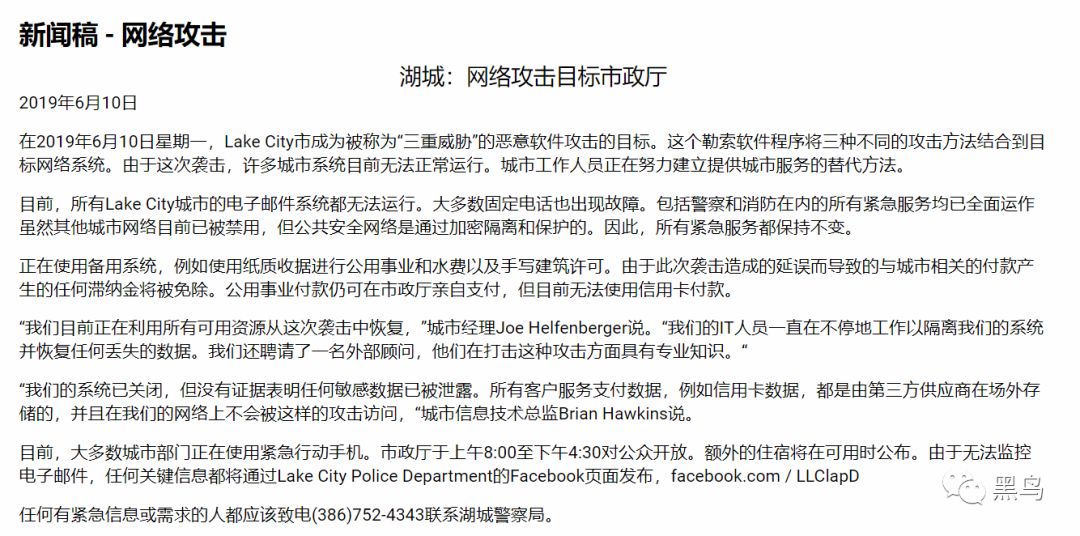 新闻稿 - 网络攻击
湖城：网络攻击目标市政厅
2019年6月10日
在2019年6月10日星期一，Lake City市成为被称为“三重威胁”的恶意软件攻击的目标。这个勒索软件程序将三种不同的攻击方法结合到目
标网络系统。由于这次袭击，许多城市系统目前无法正常运行。城市工作人员正在努力建立提供城市服务的替代方法。
目前，所有Lake City城市的电子邮件系统都无法运行。大多数固定电话也出现故障。包括警察和消防在内的所有紧急服务均已全面运作
虽然其他城市网络目前已被禁用，但公共安全网络是通过加密隔离和保护的。因此，所有紧急服务都保持不变。
正在使用备用系统，例如使用纸质收据进行公用事业和水费以及手写建筑许可。由于此次袭击造成的延误而导致的与城市相关的付款产
生的任何滞纳金将被免除。公用事业付款仍可在市政厅亲自支付，但目前无法使用信用卡付款。
“我们目前正在利用所有可用资源从这次袭击中恢复，”城市经理Joe Helfenberger说。“我们的IT人员一直在不停地工作以隔离我们的系统
并恢复任何丢失的数据。我们还聘请了一名外部顾问，他们在打击这种攻击方面具有专业知识。“
“我们的系统已关闭，但没有证据表明任何敏感数据已被泄露。所有客户服务支付数据，例如信用卡数据，都是由第三方供应商在场外存
储的，并且在我们的网络上不会被这样的攻击访问，“城市信息技术总监Brian Hawkins说。
目前，大多数城市部门正在使用紧急行动手机。市政厅于上午8:00至下午4:30对公众开放。额外的住宿将在可用时公布。由于无法监控
电子邮件，任何关键信息都将通过Lake City Police Department的Facebook页面发布，facebook.com / LLClapD
黑鸟
任何有紧急信息或需求的人都应该致电(386)752-4343联系湖城警察局。